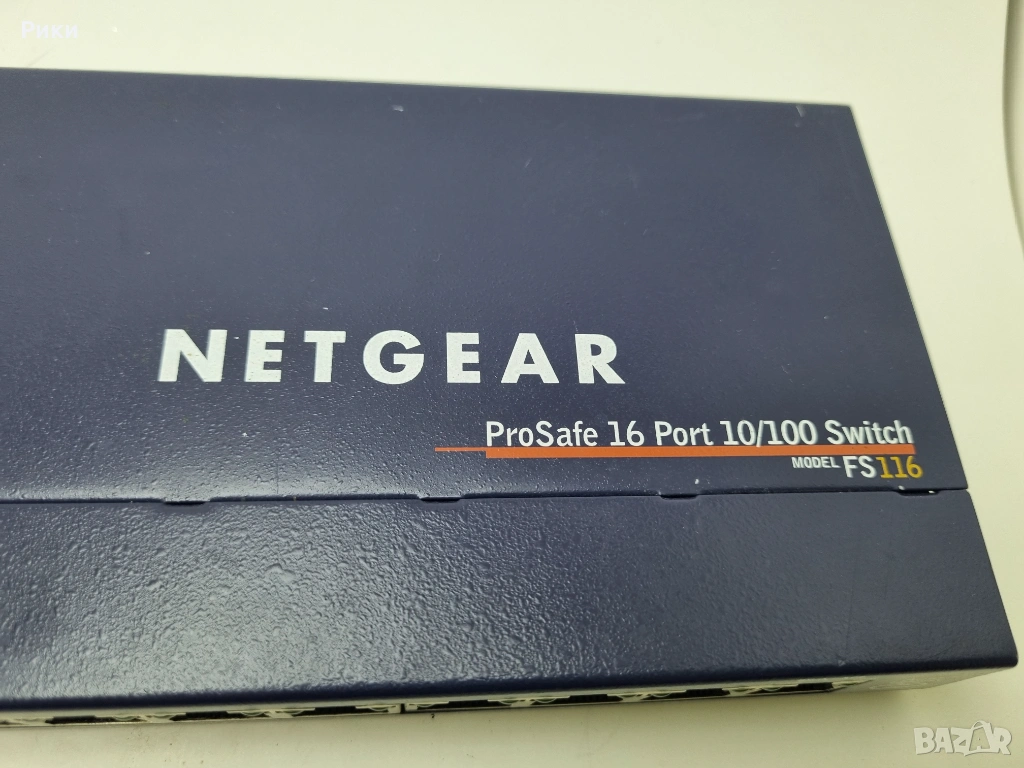 Рики
NETGEAR
ProSafe 16 Port 10/100 Switch
MODEL FS116
BAZAR